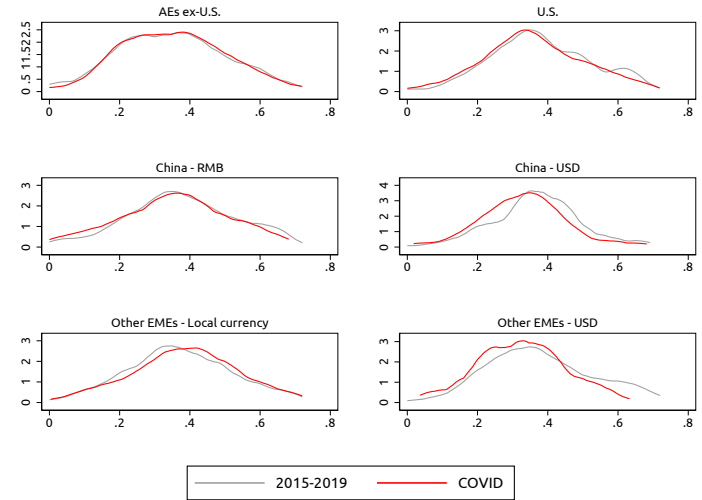 AEs ex-U.S.
0 .5 1 1.5 2 2.5
0 .2 .4 .6 .8
U.S.
0 1 2 3
0 .2 .4 .6 .8
China - RMB
0 1 2 3
0 .2 .4 .6 .8
China - USD
0 1 2 3 4
0 .2 .4 .6 .8
Other EMEs - Local currency
0 1 2 3
0 .2 .4 .6 .8
Other EMEs - USD
0 1 2 3
0 .2 .4 .6 .8
2015-2019 COVID